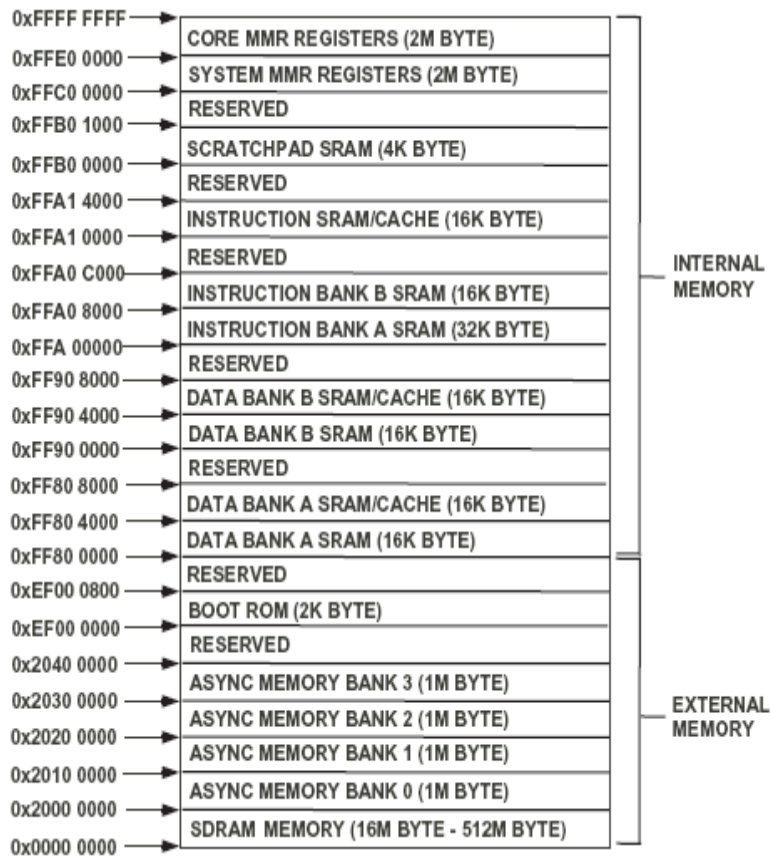 0xFFFF FFFF
CORE MMR REGISTERS (2M BYTE)
0xFFE0 0000
SYSTEM MMR REGISTERS (2M BYTE)
0xFFC0 0000
RESERVED
0xFFB0 1000
SCRATCHPAD SRAM (4K BYTE)
0xFFB0 0000
RESERVED
0xFFA1 4000
INSTRUCTION SRAM/CACHE (16K BYTE)
0xFFA1 0000
RESERVED
0xFFA0 C000
INSTRUCTION BANK B SRAM (16K BYTE)
0xFFA0 8000
INSTRUCTION BANK A SRAM (32K BYTE)
0xFFA 00000
RESERVED
0xFF90 8000
DATA BANK B SRAM/CACHE (16K BYTE)
0xFF90 4000
DATA BANK B SRAM (16K BYTE)
0xFF90 0000
RESERVED
0xFF80 8000
DATA BANK A SRAM/CACHE (16K BYTE)
0xFF80 4000
DATA BANK A SRAM (16K BYTE)
0xFF80 0000
RESERVED
0xEF00 0800
BOOT ROM (2K BYTE)
0xEF00 0000
RESERVED
0x2040 0000
ASYNC MEMORY BANK 3 (1M BYTE)
0x2030 0000
ASYNC MEMORY BANK 2 (1M BYTE)
0x2020 0000
ASYNC MEMORY BANK 1 (1M BYTE)
0x2010 0000
ASYNC MEMORY BANK 0 (1M BYTE)
0x2000 0000
SDRAM MEMORY (16M BYTE - 512M BYTE)
0x0000 0000
INTERNAL
MEMORY
EXTERNAL
MEMORY